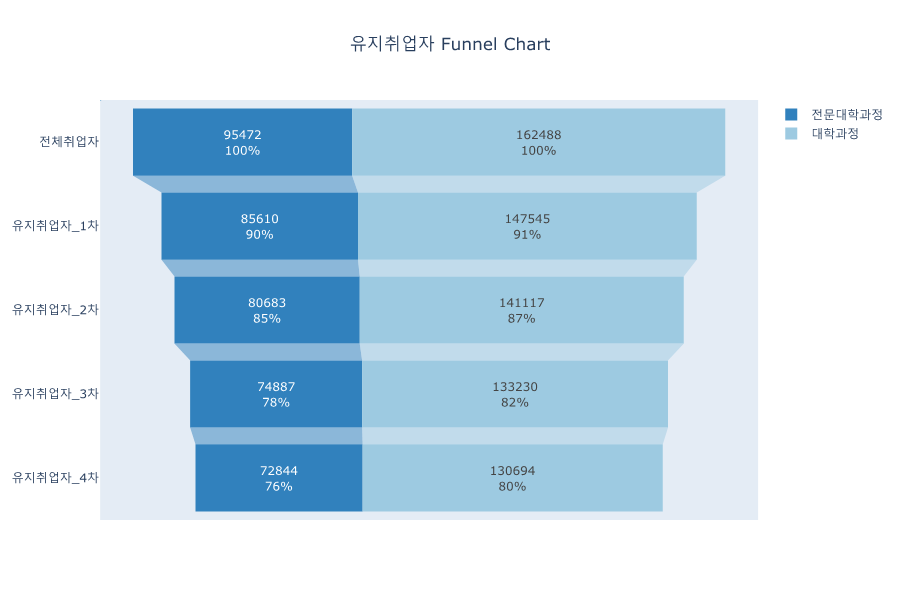 유지취업자 Funnel Chart
전문대학과정
대학과정
전체취업자
95472
100%
162488
100%
유지취업자_1차
85610
90%
147545
91%
유지취업자_2차
80683
85%
141117
87%
유지취업자_3차
74887
78%
133230
82%
유지취업자_4차
72844
76%
130694
80%